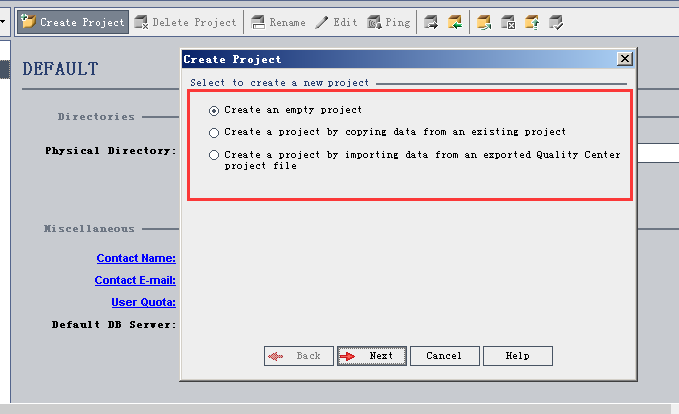 Create Project Delete Project Rename Edit Ping
Create Project
Select to create a new project
DEFAULT
Directories
Physical Directory:
Create an empty project
Create a project by copying data from an existing project
Create a project by importing data from an exported Quality Center
project file
Miscellaneous
Contact Name:
Contact E-mail:
User Quota:
Default DB Server:
Back Next Cancel Help